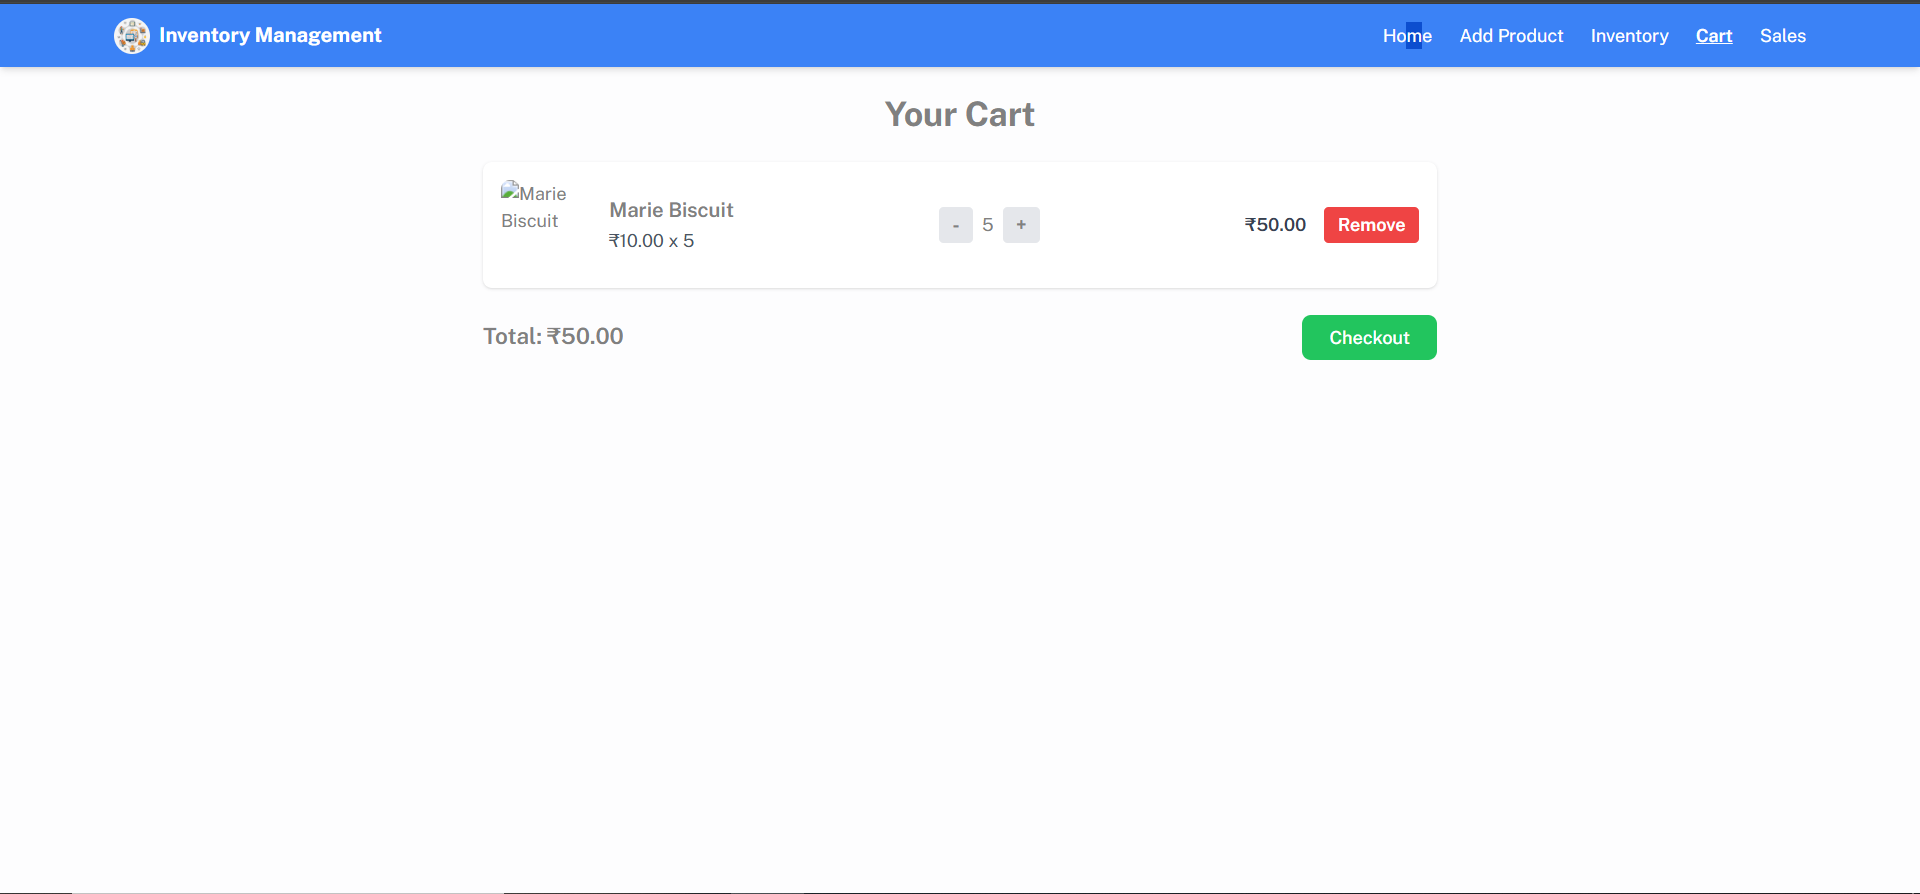 Inventory Management
Home Add Product Inventory Cart Sales
Your Cart
Marie
Biscuit
Marie Biscuit
₹10.00 x 5
- 5 +
₹50.00 Remove
Total: ₹50.00
Checkout